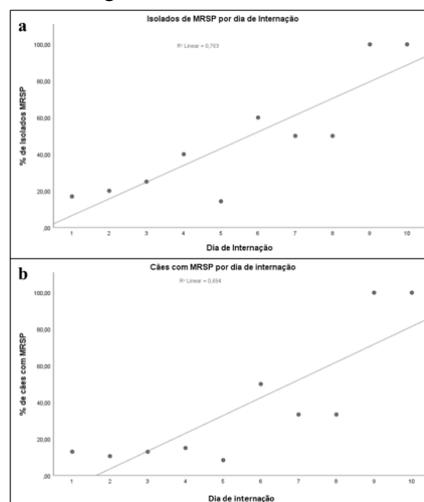 a
Isolados de MRSP por dia de Internação
R² Linear = 0,763
% de Isolados MRSP
100,00
80,00
60,00
40,00
20,00
,00
1 2 3 4 5 6 7 8 9 10
Dia de Internação
b
Cães com MRSP por dia de internação
R² Linear = 0,654
% de cães com MRSP
100,00
80,00
60,00
40,00
20,00
,00
1 2 3 4 5 6 7 8 9 10
Dia de internação